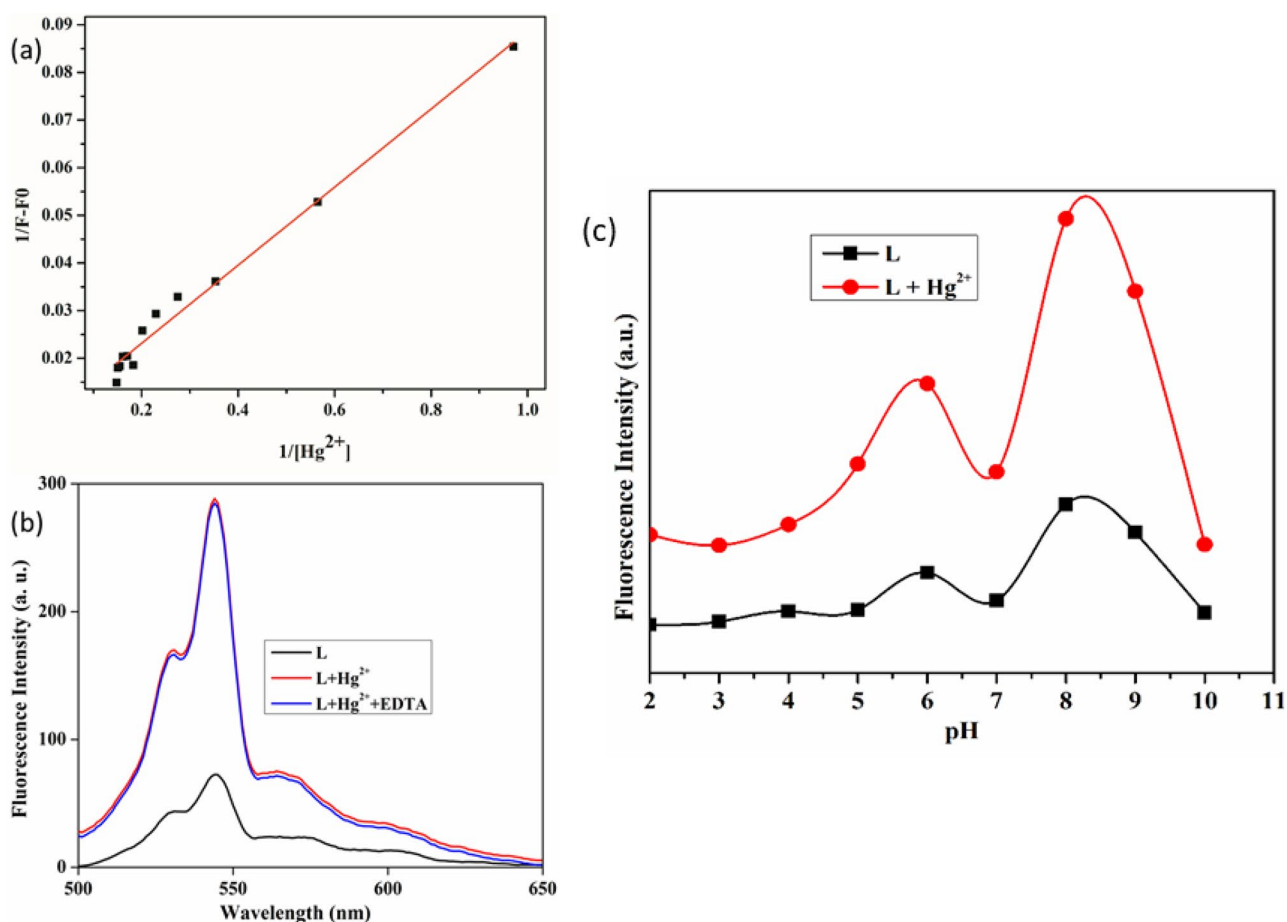 (a)
0.09
0.08
0.07
0.06
0.05
0.04
0.03
0.02
1/F-F0
0.2 0.4 0.6 0.8 1.0
1/[Hg²⁺]
(b)
300
200
100
0
Fluorescence Intensity (a. u.)
L
L+Hg²⁺
L+Hg²⁺+EDTA
500 550 600 650
Wavelength (nm)
(c)
Fluorescence Intensity (a.u.)
L
L + Hg²⁺
2 3 4 5 6 7 8 9 10 11
pH